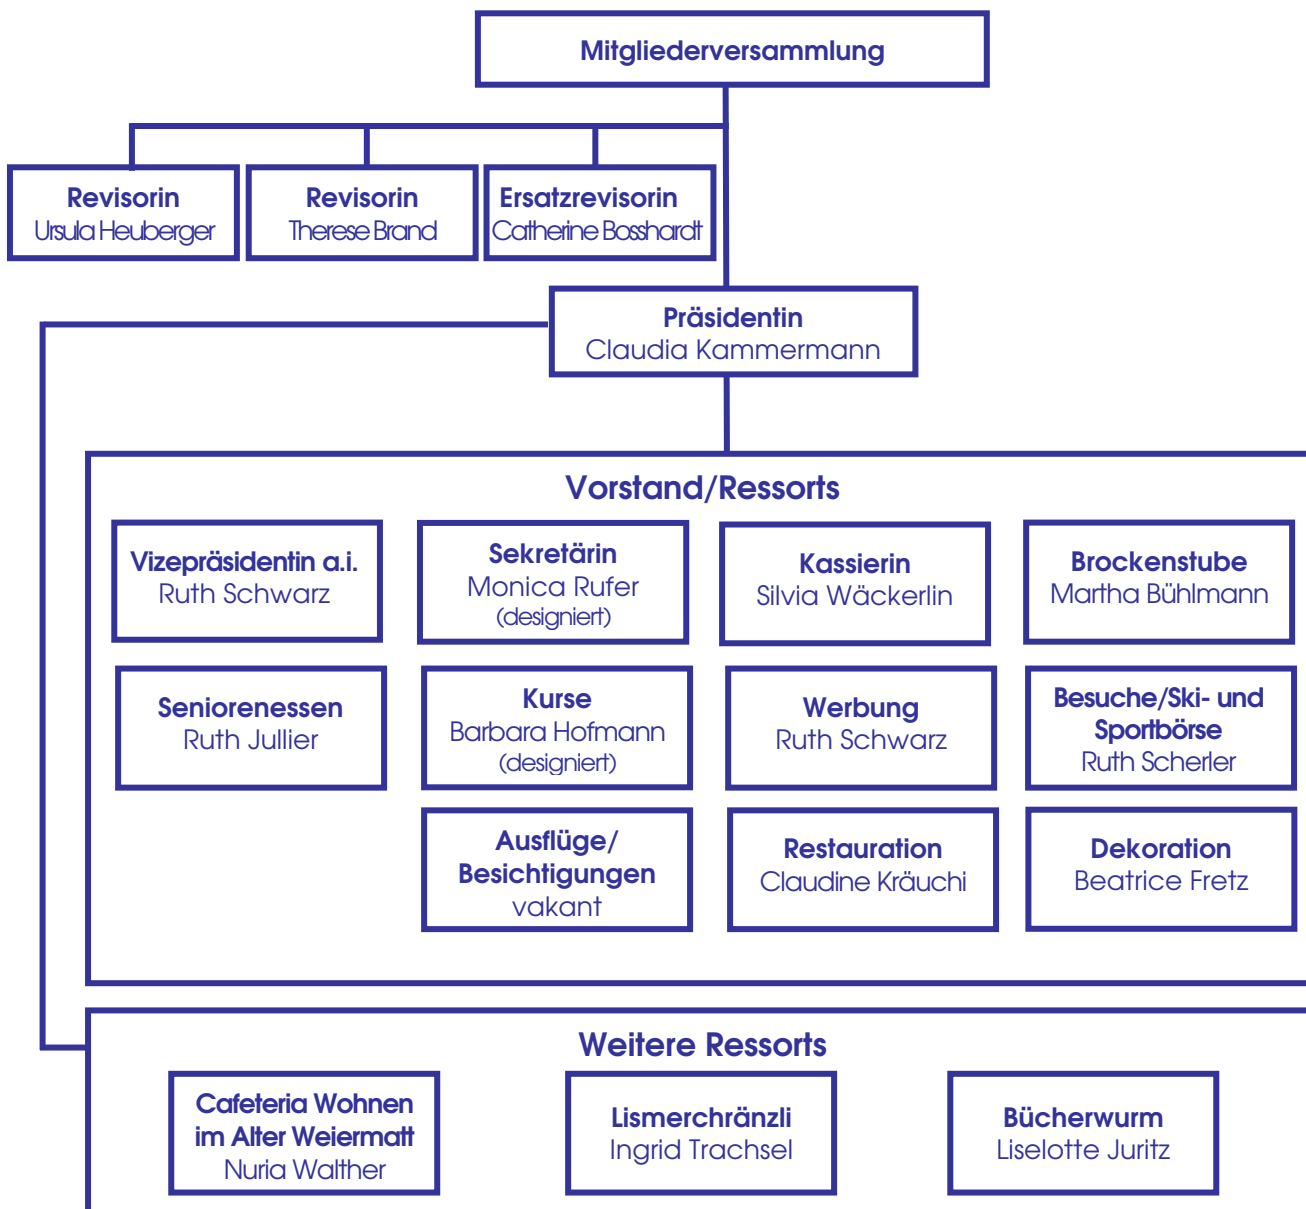 Mitgliederversammlung
Revisorin
Ursula Heuberger
Revisorin
Therese Brand
Ersatzrevisorin
Catherine Bosshardt
Präsidentin
Claudia Kammermann
Vorstand/Ressorts
Vizepräsidentin a.i.
Ruth Schwarz
Sekretärin
Monica Rufer
(designiert)
Kassierin
Silvia Wäckerlin
Brockenstube
Martha Bühlmann
Seniorenessen
Ruth Jullier
Kurse
Barbara Hofmann
(designiert)
Werbung
Ruth Schwarz
Besuche/Ski- und
Sportbörse
Ruth Scherler
Ausflüge/
Besichtigungen
vakant
Restauration
Claudine Kräuchi
Dekoration
Beatrice Fretz
Weitere Ressorts
Cafeteria Wohnen
im Alter Weiermatt
Nuria Walther
Lismerchränzli
Ingrid Trachsel
Bücherwurm
Liselotte Juritz